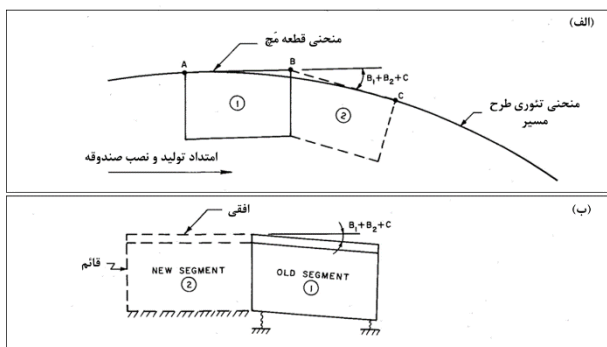 (الف)
منحنی قطعه مَچ
A
B
B₁+B₂+C
C
①
②
منحنی تئوری طرح
مسیر
امتداد تولید و نصب صندوقه
(ب)
افقی
B₁+B₂+C
قائم
NEW SEGMENT
②
OLD SEGMENT
①